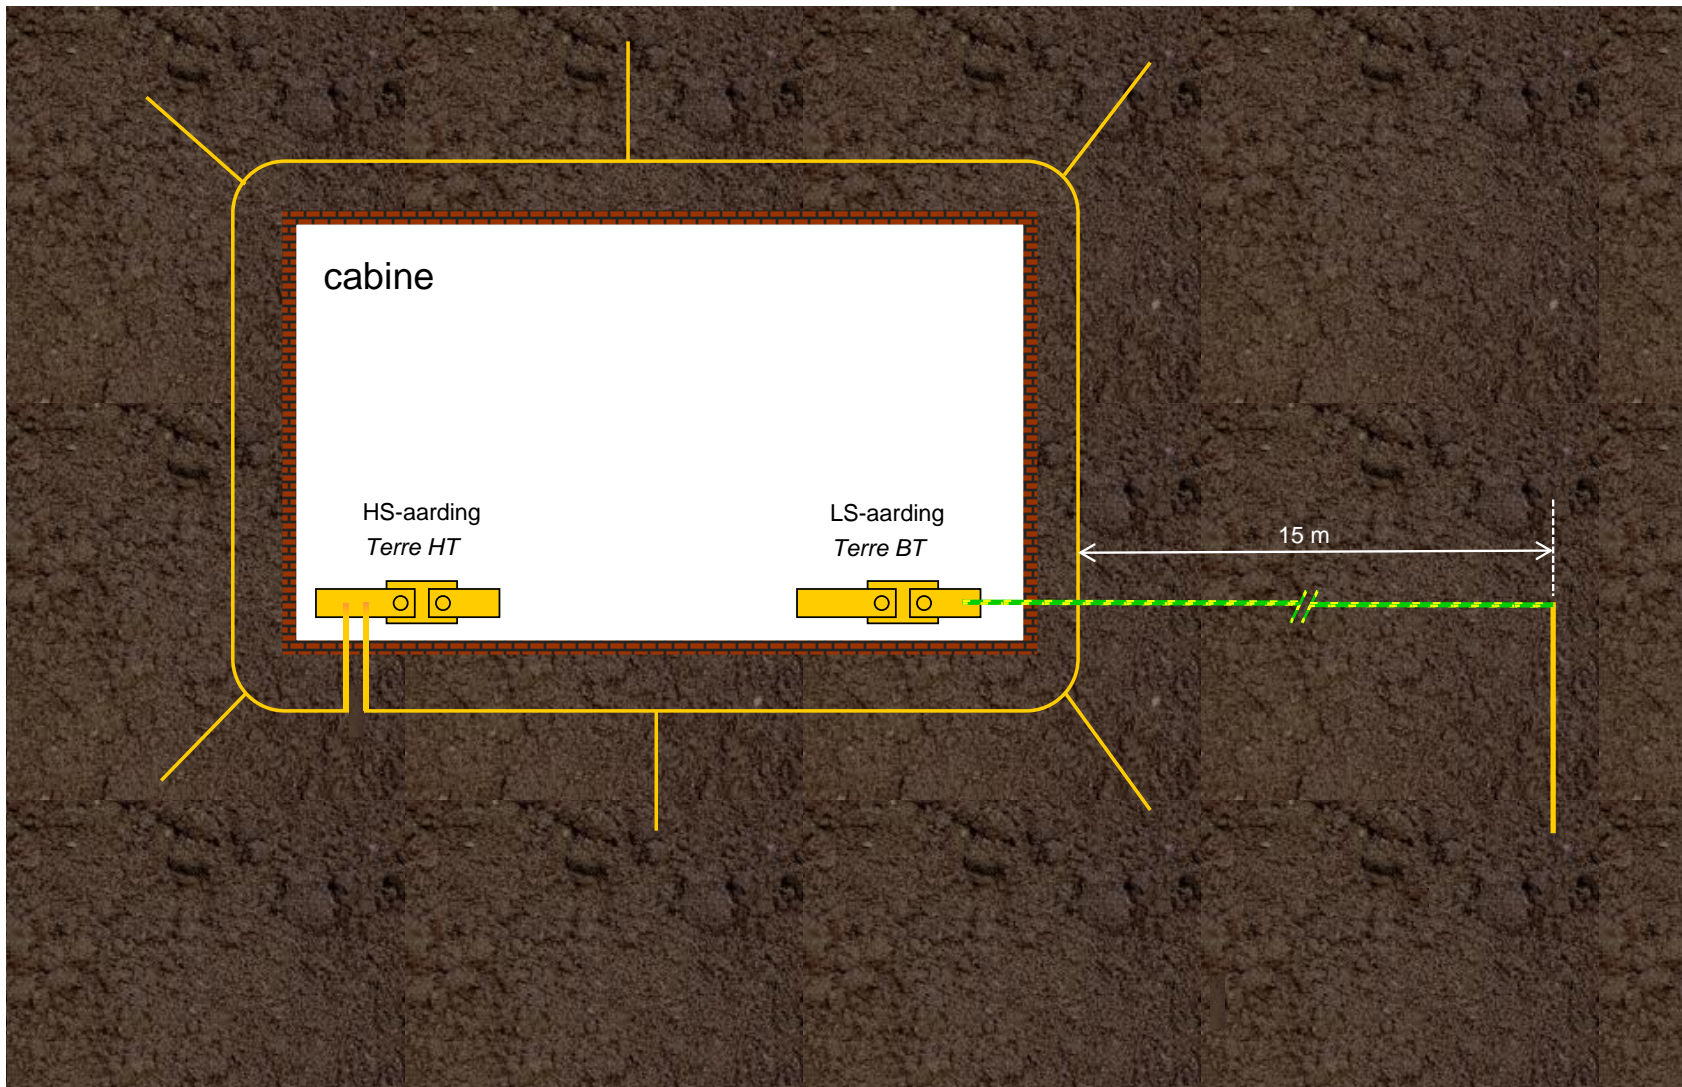 cabine
HS-aarding
Terre HT
LS-aarding
Terre BT
15 m